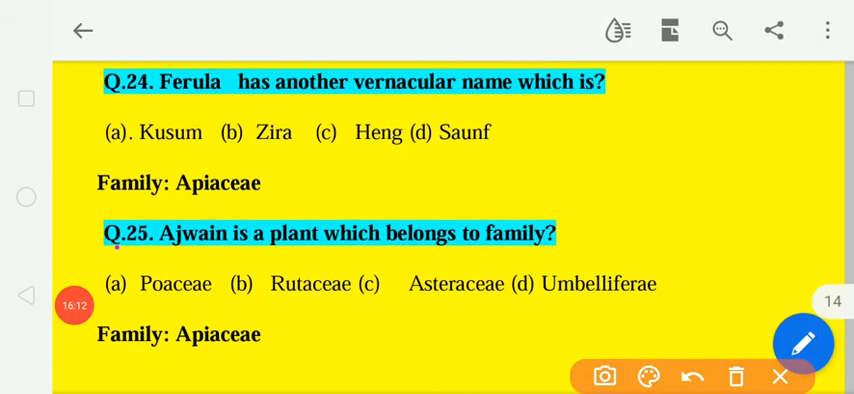 Q.24. Ferula has another vernacular name which is?
(a). Kusum (b) Zira (c) Heng (d) Saunf
Family: Apiaceae
Q.25. Ajwain is a plant which belongs to family?
(a) Poaceae (b) Rutaceae (c) Asteraceae (d) Umbelliferae
16:12
14
Family: Apiaceae